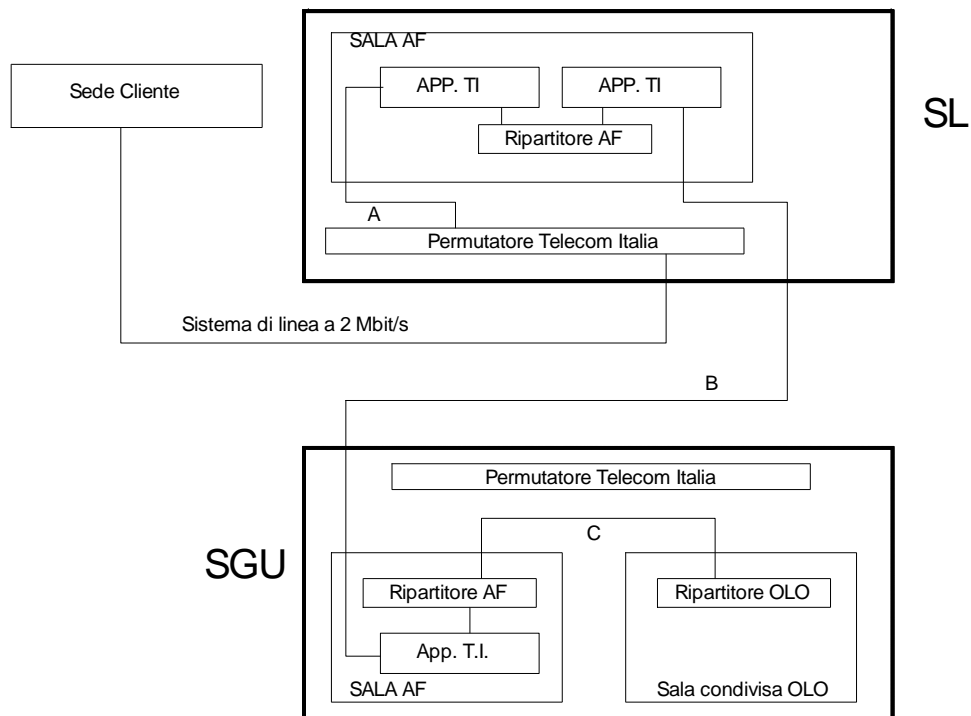 SALA AF
Sede Cliente
APP. TI
APP. TI
SL
Ripartitore AF
A
Permutatore Telecom Italia
Sistema di linea a 2 Mbit/s
B
Permutatore Telecom Italia
C
SGU
Ripartitore AF
Ripartitore OLO
App. T.I.
SALA AF
Sala condivisa OLO